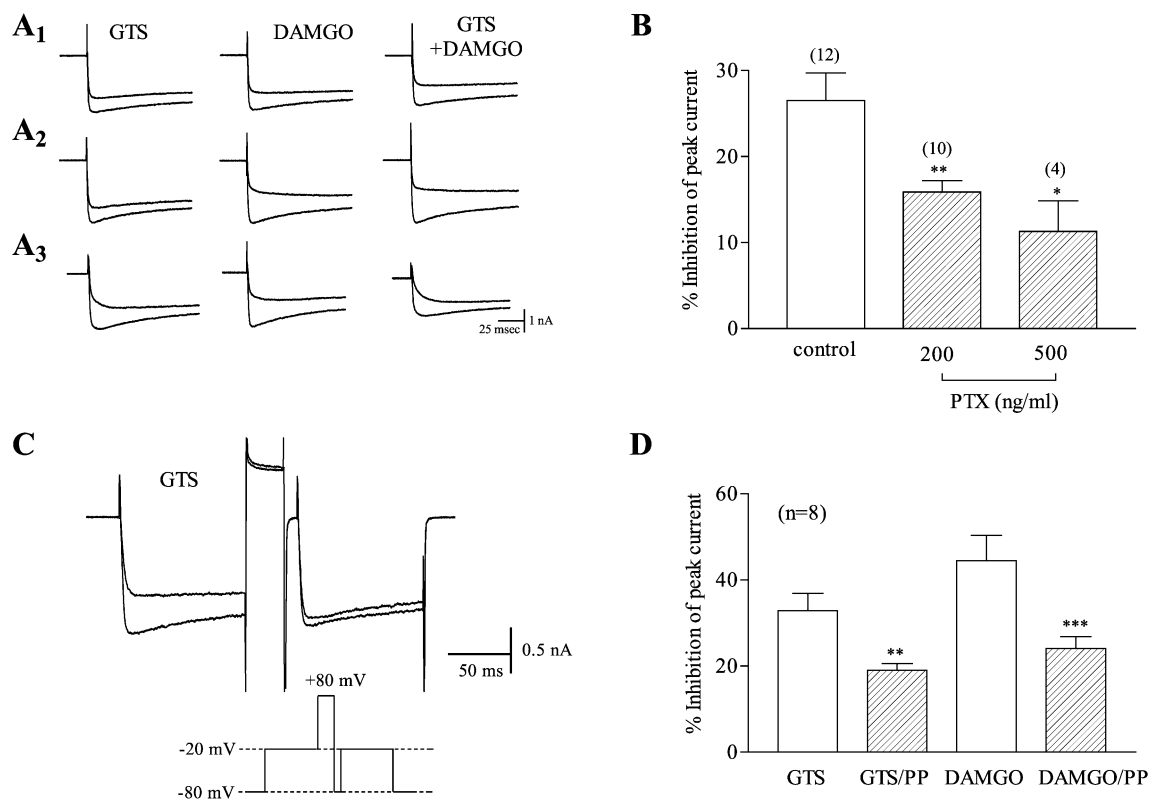 A1
GTS
DAMGO
GTS
+DAMGO
A2
A3
25 msec
1 nA
B
% Inhibition of peak current
30
20
10
0
(12)
(10)
**
(4)
*
control
200
500
PTX (ng/ml)
C
GTS
50 ms
0.5 nA
+80 mV
-20 mV
-80 mV
D
% Inhibition of peak current
60
40
20
0
(n=8)
**
***
GTS
GTS/PP
DAMGO
DAMGO/PP